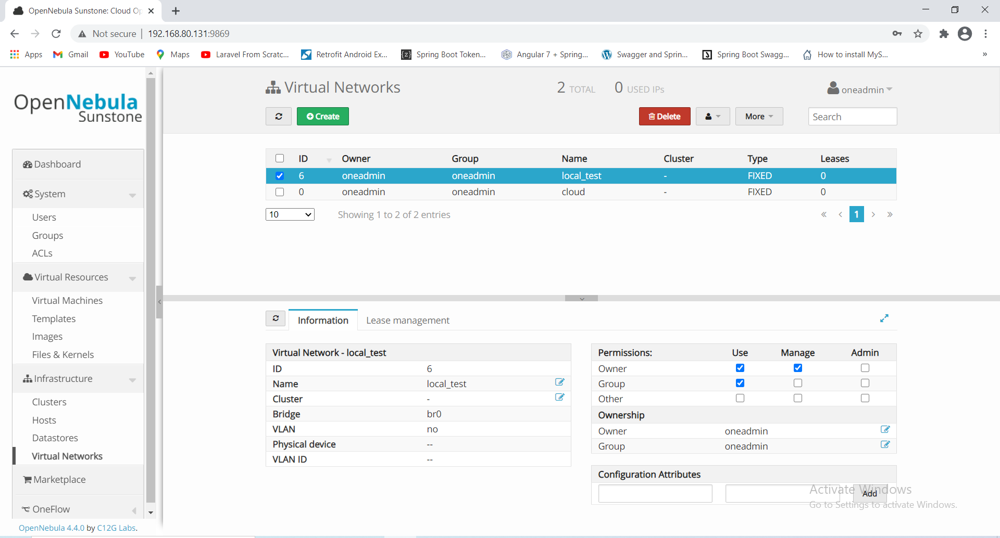 OpenNebula Sunstone: Cloud Op
Not secure | 192.168.80.131:9869
Apps Gmail YouTube Maps Laravel From Scratc... Retrofit Android Ex... Spring Boot Token... Angular 7 + Spring... Swagger and Sprin... Spring Boot Swagg... How to install MyS... »
OpenNebula
Sunstone
Dashboard
System
Users
Groups
ACLs
Virtual Resources
Virtual Machines
Templates
Images
Files & Kernels
Infrastructure
Clusters
Hosts
Datastores
Virtual Networks
Marketplace
OneFlow
OpenNebula 4.4.0 by C12G Labs.
Virtual Networks 2 TOTAL 0 USED IPs oneadmin
Create Delete More Search
ID Owner Group Name Cluster Type Leases
6 oneadmin oneadmin local_test - FIXED 0
0 oneadmin oneadmin cloud - FIXED 0
10 Showing 1 to 2 of 2 entries « ‹ 1 › »
Information Lease management
Virtual Network - local_test
ID 6
Name local_test
Cluster -
Bridge br0
VLAN no
Physical device --
VLAN ID --
Permissions: Use Manage Admin
Owner
Group
Other
Ownership
Owner oneadmin
Group oneadmin
Configuration Attributes
Add
Activate Windows
Go to Settings to activate Windows.